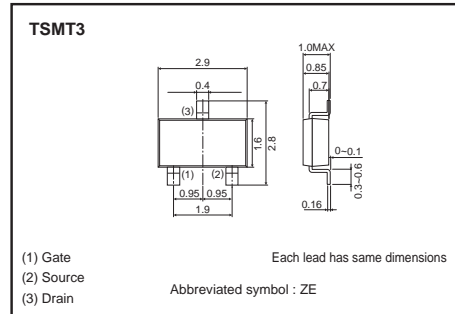 TSMT3
1.0MAX
2.9
0.85
0.4
0.7
(3)
1.6
2.8
0~0.1
(1)
(2)
0.3~0.6
0.95
0.95
0.16
1.9
(1) Gate
Each lead has same dimensions
(2) Source
(3) Drain
Abbreviated symbol : ZE